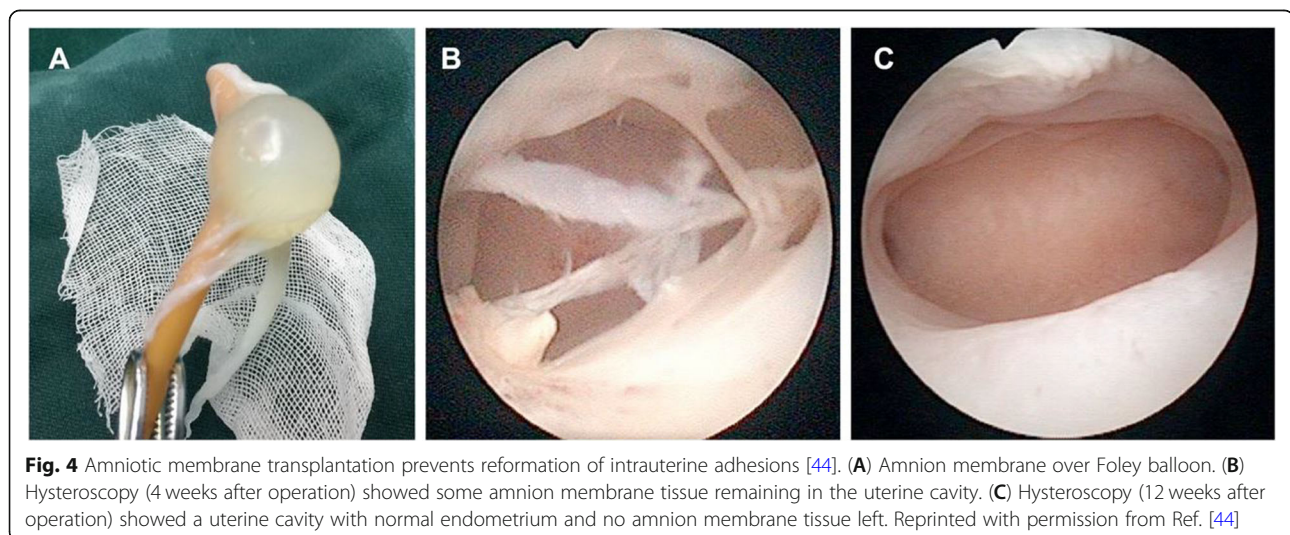 A
B
C
Fig. 4 Amniotic membrane transplantation prevents reformation of intrauterine adhesions [44]. (A) Amnion membrane over Foley balloon. (B)
Hysteroscopy (4 weeks after operation) showed some amnion membrane tissue remaining in the uterine cavity. (C) Hysteroscopy (12 weeks after
operation) showed a uterine cavity with normal endometrium and no amnion membrane tissue left. Reprinted with permission from Ref. [44]